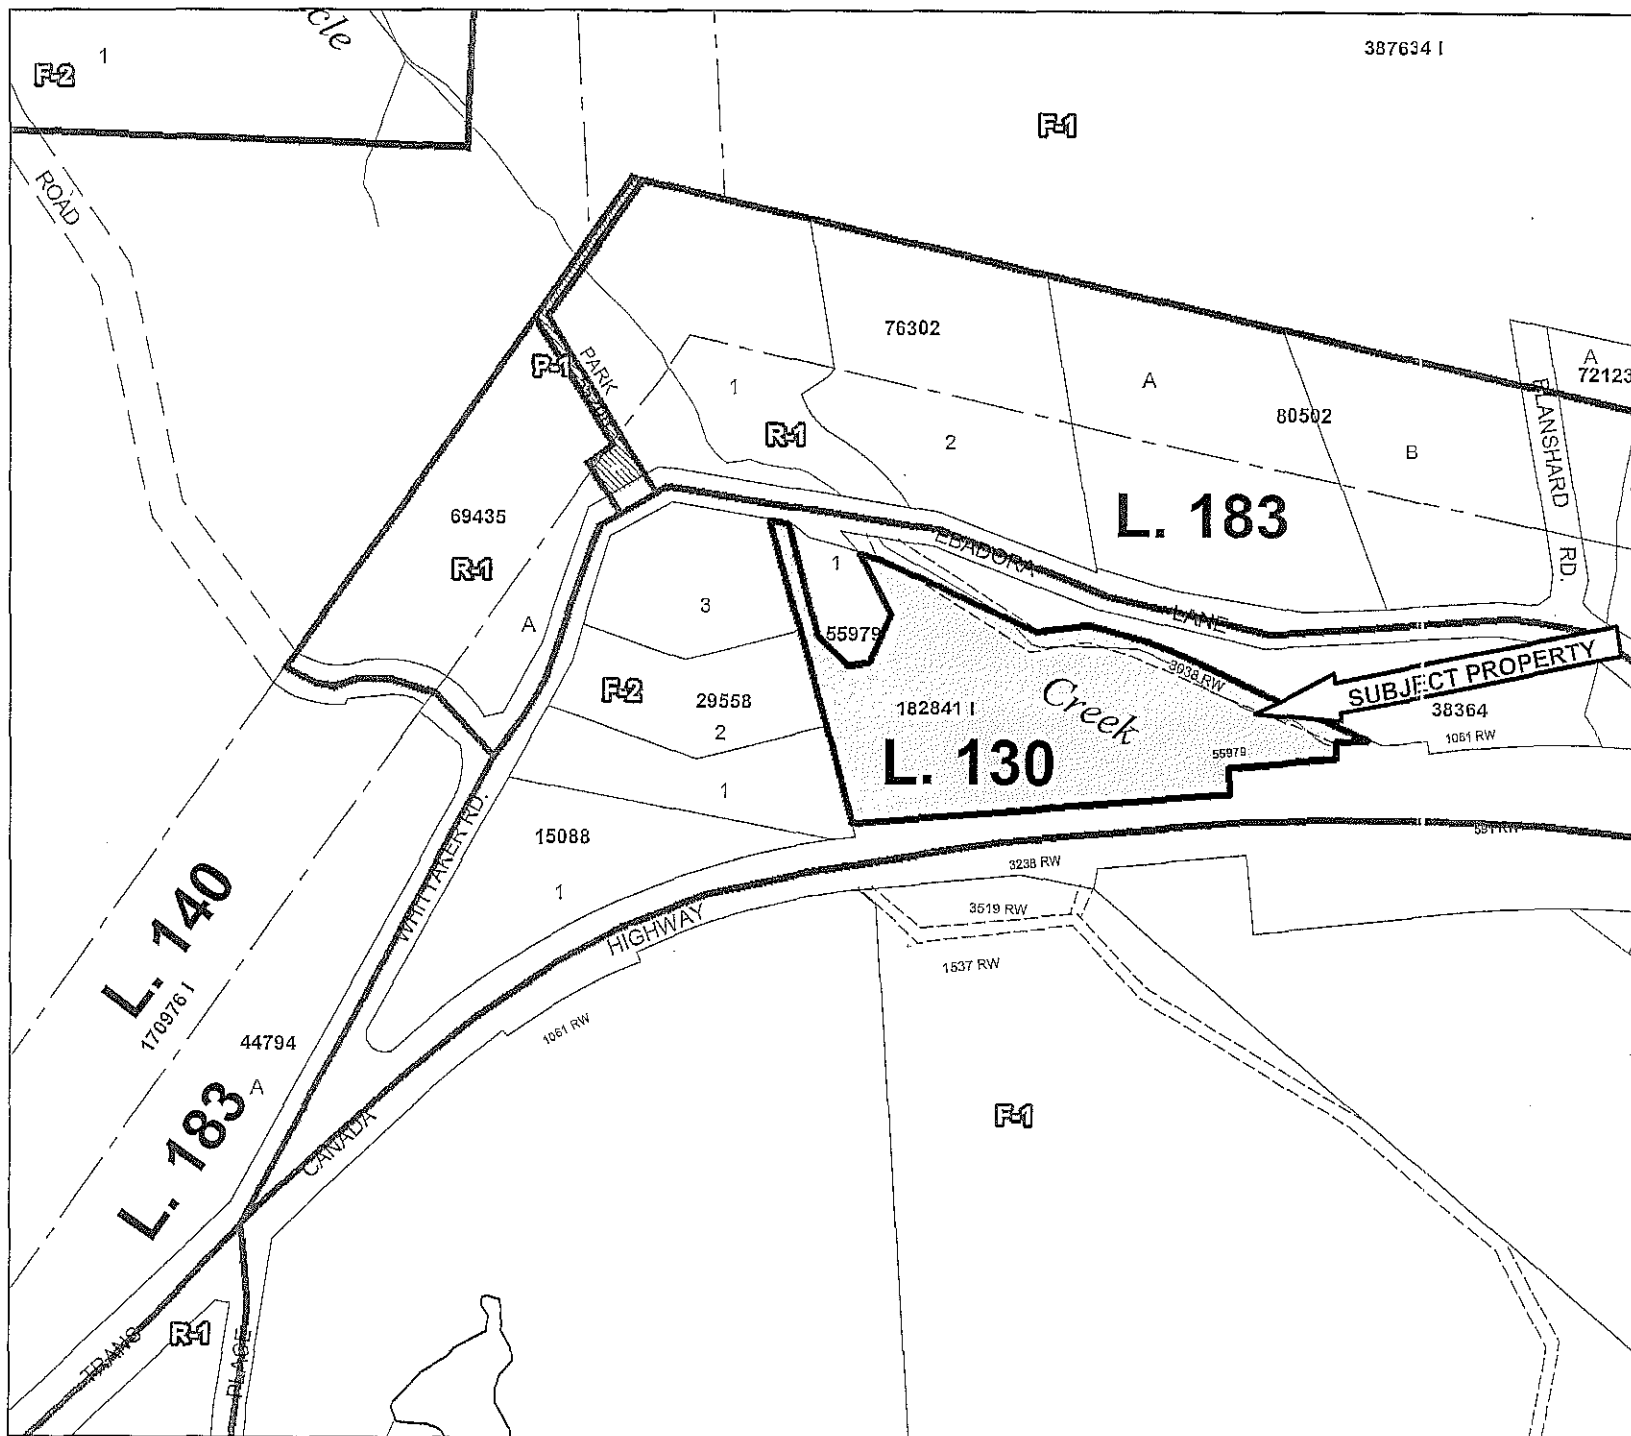 cle
387634 I
1
F-2
F-1
ROAD
76302
P-1
PARK
A
72123
1
A
80502
BLANSHARD
RD.
R-1
2
B
69435
L. 183
R-1
EBADORA
LANE
1
3
A
55979
SUBJECT PROPERTY
3938 RW
F-2
29558
182841 I
Creek
38364
2
1061 RW
L. 130
55979
1
15088
WHITTAKER RD.
3238 RW
1
L. 140
HIGHWAY
3519 RW
1537 RW
170976 I
44794
1061 RW
A
L. 183
CANADA
F-1
TRANS
R-1
PLACE